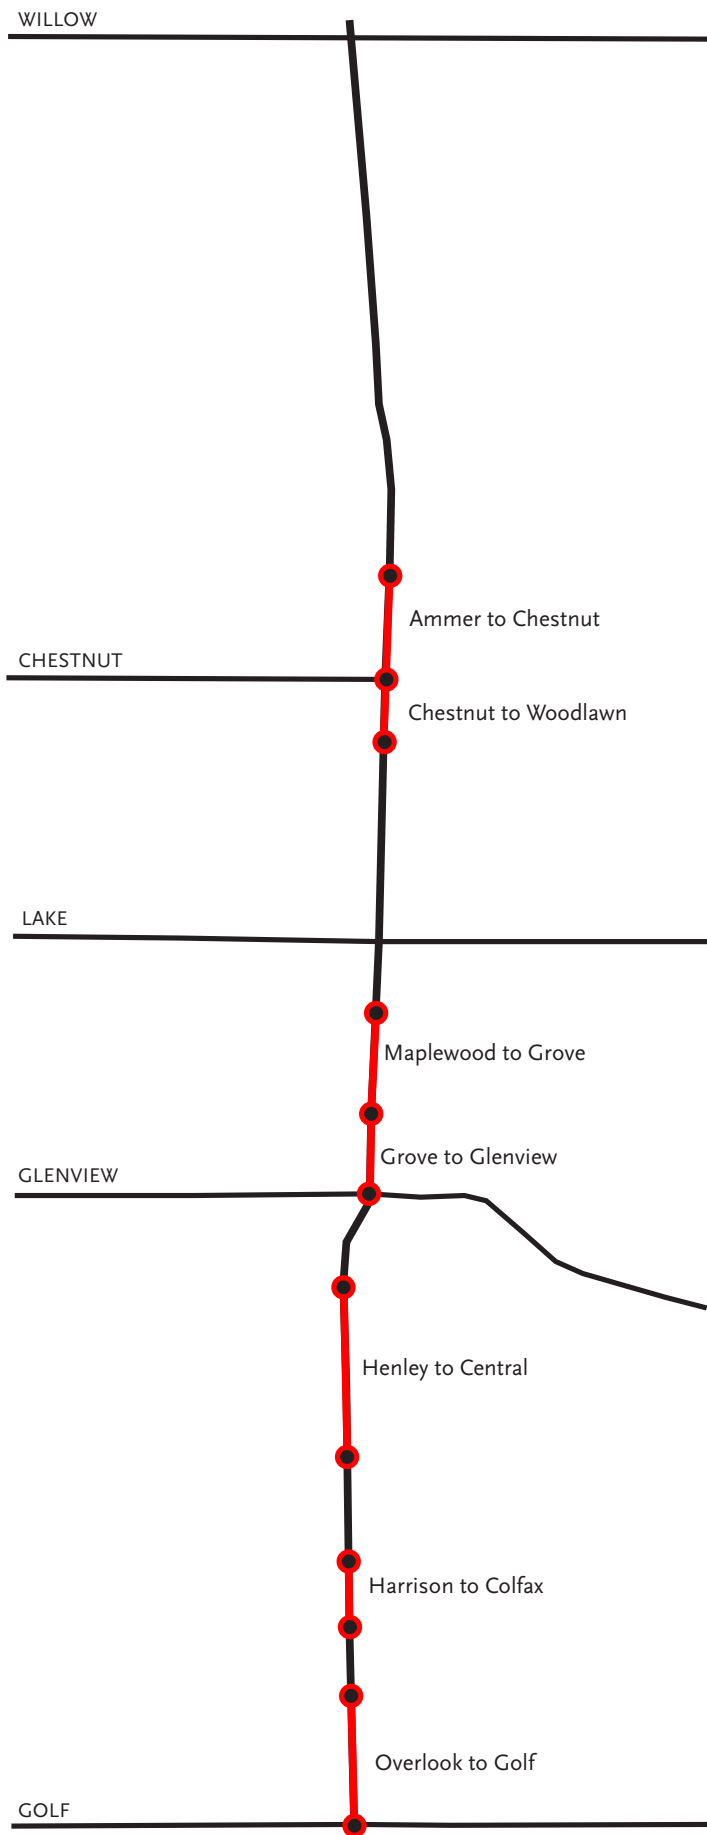 WILLOW
Ammer to Chestnut
CHESTNUT
Chestnut to Woodlawn
LAKE
Maplewood to Grove
Grove to Glenview
GLENVIEW
Henley to Central
Harrison to Colfax
Overlook to Golf
GOLF